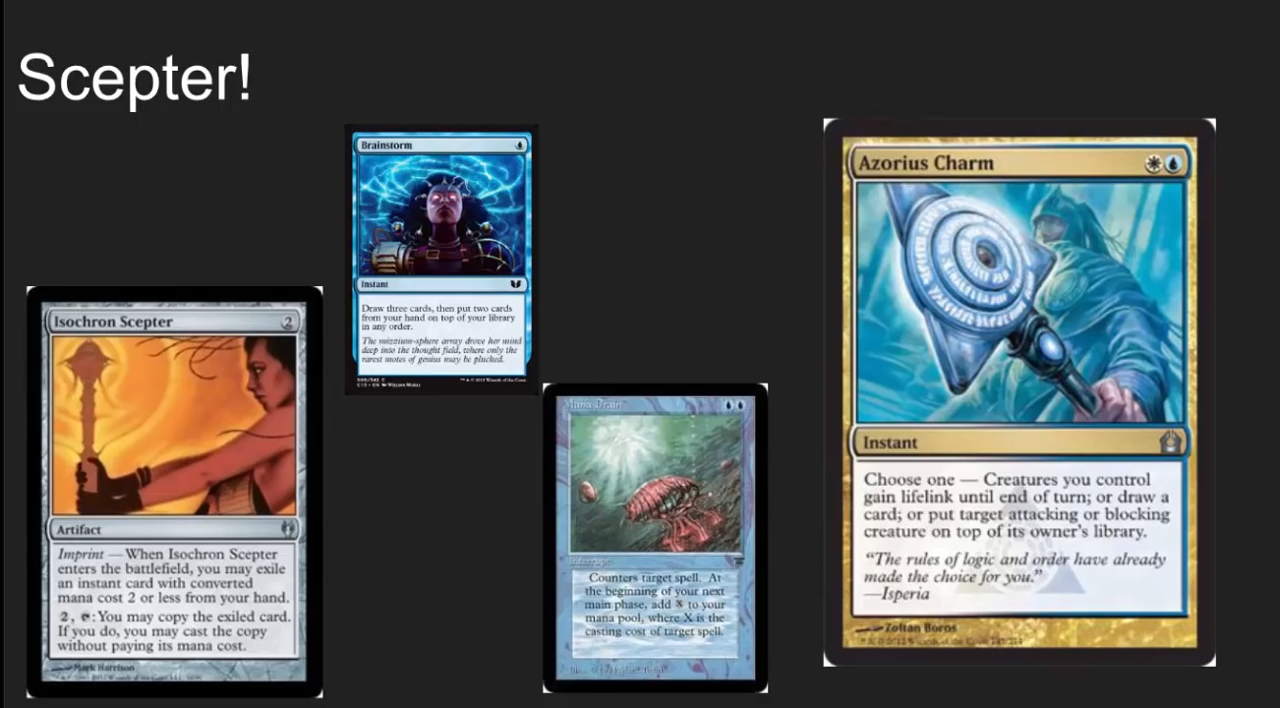 Scepter!
Brainstorm
Instant
Draw three cards, then put two cards
from your hand on top of your library
in any order.
The mizzium-sphere array drove her mind
deep into the thought field, where only the
rarest motes of genius may be plucked.
Isochron Scepter 2
Artifact
Imprint — When Isochron Scepter
enters the battlefield, you may exile
an instant card with converted
mana cost 2 or less from your hand.
2, T: You may copy the exiled card.
If you do, you may cast the copy
without paying its mana cost.
Mark Harrison
Mana Drain
Interrupt
Counters target spell. At
the beginning of your next
main phase, add X to your
mana pool, where X is the
casting cost of target spell.
Azorius Charm
Instant
Choose one — Creatures you control
gain lifelink until end of turn; or draw a
card; or put target attacking or blocking
creature on top of its owner's library.
"The rules of logic and order have already
made the choice for you."
—Isperia
Zoltan Boros